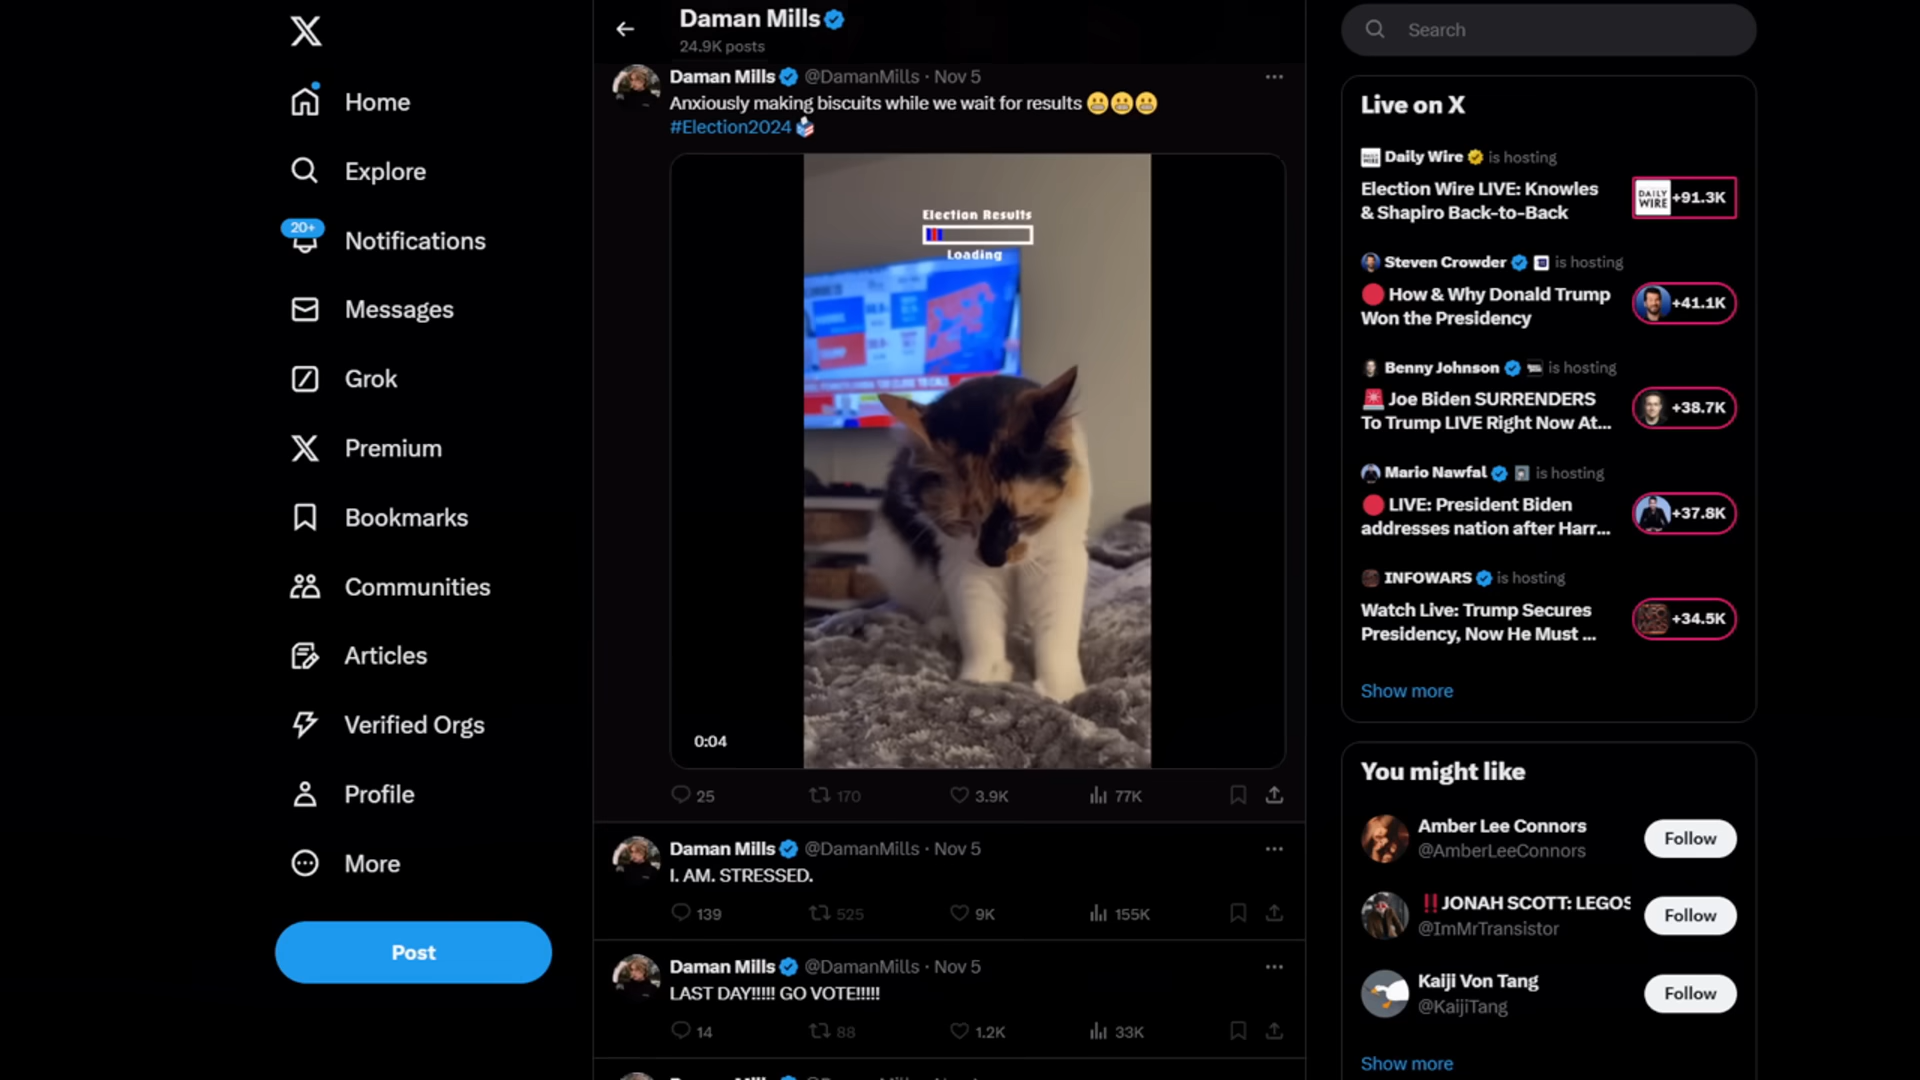 Home
Explore
20+
Notifications
Messages
Grok
Premium
Bookmarks
Communities
Articles
Verified Orgs
Profile
More
Post
Daman Mills
24.9K posts
Daman Mills @DamanMills · Nov 5
Anxiously making biscuits while we wait for results 😬😬😬
#Election2024
Election Results
Loading
TOO CLOSE TO CALL
0:04
25 170 3.9K 77K
Daman Mills @DamanMills · Nov 5
I. AM. STRESSED.
139 525 9K 155K
Daman Mills @DamanMills · Nov 5
LAST DAY!!!!! GO VOTE!!!!!
14 88 1.2K 33K
Search
Live on X
Daily Wire is hosting
Election Wire LIVE: Knowles
& Shapiro Back-to-Back
DAILY
WIRE
+91.3K
Steven Crowder is hosting
🔴 How & Why Donald Trump
Won the Presidency
+41.1K
Benny Johnson is hosting
🚨 Joe Biden SURRENDERS
To Trump LIVE Right Now At...
+38.7K
Mario Nawfal is hosting
🔴 LIVE: President Biden
addresses nation after Harr...
+37.8K
INFOWARS is hosting
Watch Live: Trump Secures
Presidency, Now He Must ...
+34.5K
Show more
You might like
Amber Lee Connors
@AmberLeeConnors
Follow
‼️JONAH SCOTT: LEGOS
@ImMrTransistor
Follow
Kaiji Von Tang
@KaijiTang
Follow
Show more